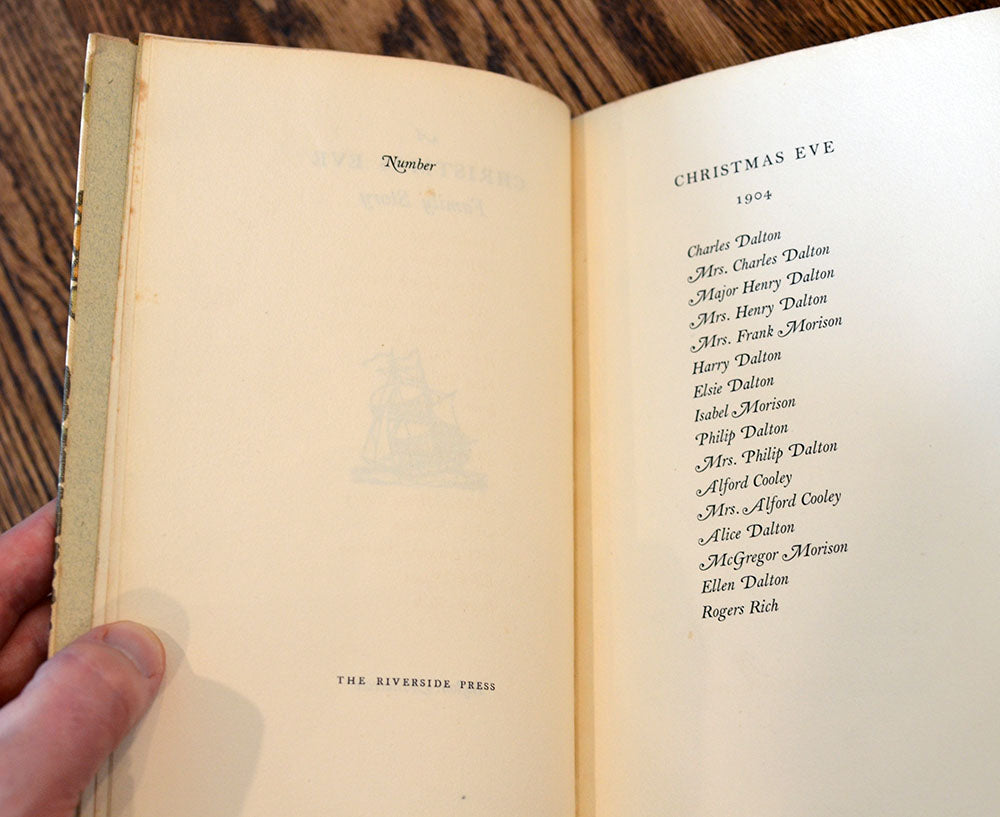 Number
THE RIVERSIDE PRESS
CHRISTMAS EVE
1904
Charles Dalton
Mrs. Charles Dalton
Major Henry Dalton
Mrs. Henry Dalton
Mrs. Frank Morison
Harry Dalton
Elsie Dalton
Isabel Morison
Philip Dalton
Mrs. Philip Dalton
Alford Cooley
Mrs. Alford Cooley
Alice Dalton
McGregor Morison
Ellen Dalton
Rogers Rich